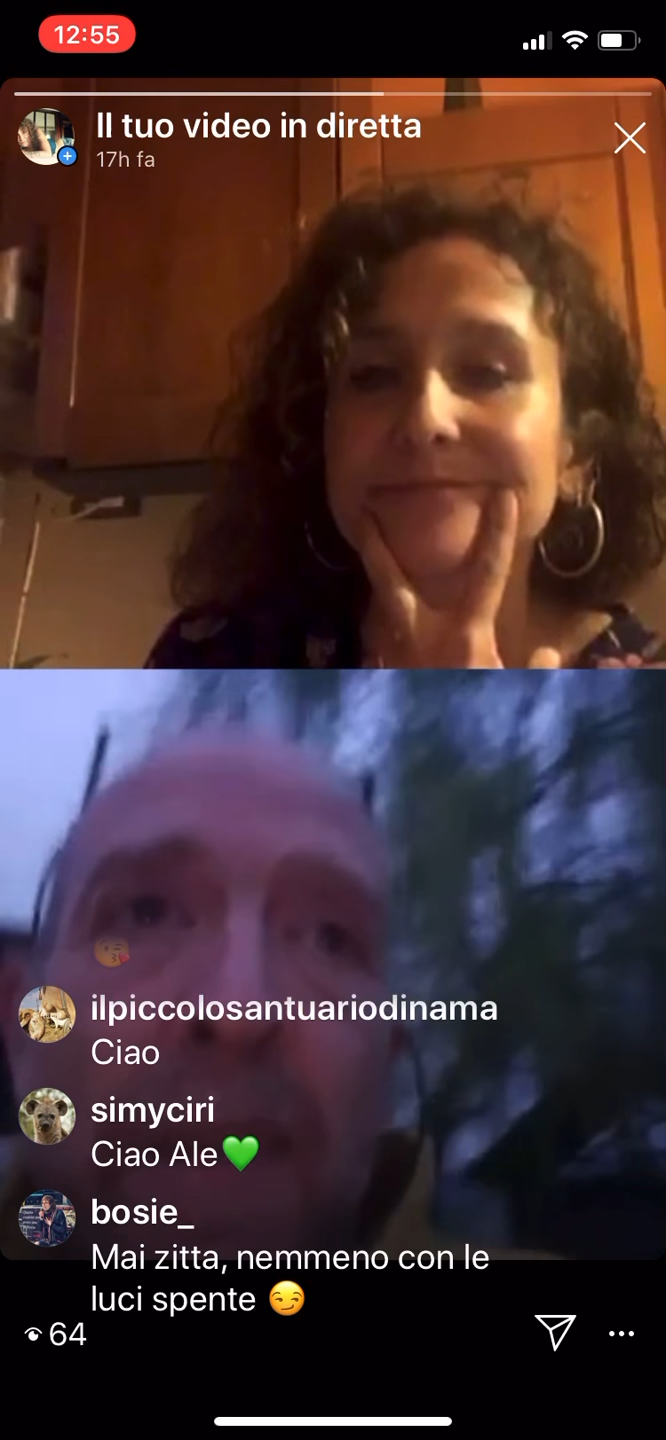 12:55
Il tuo video in diretta
17h fa
😘
ilpiccolosantuariodinama
Ciao
simyciri
Ciao Ale💚
bosie_
Mai zitta, nemmeno con le
luci spente 😏
64